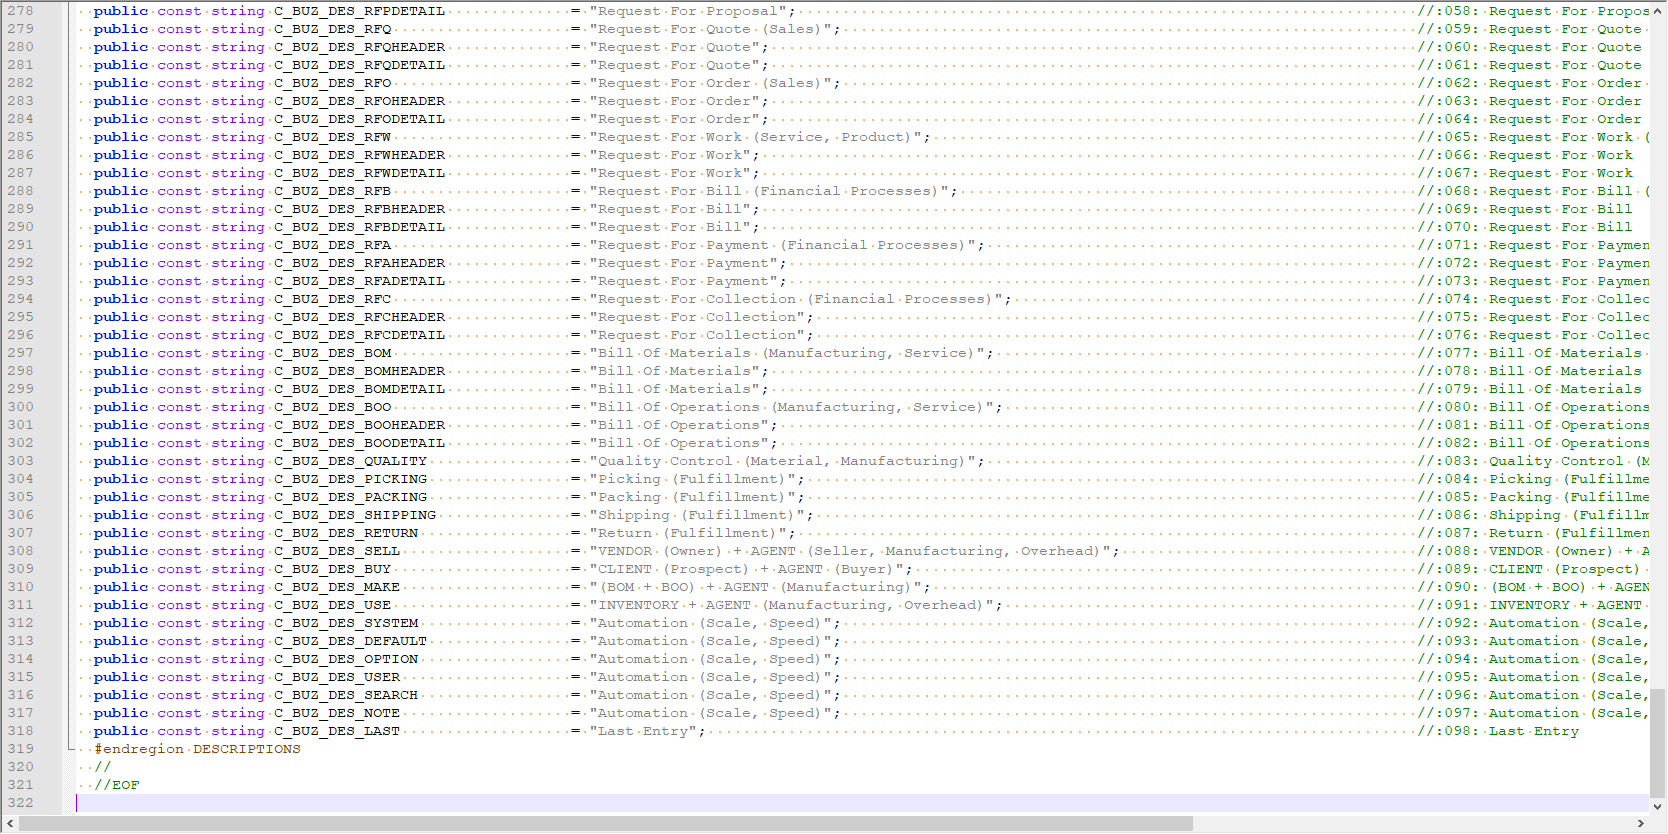 278 public const string C_BUZ_DES_RFPDETAIL = "Request For Proposal"; //:058: Request For Propos
279 public const string C_BUZ_DES_RFQ = "Request For Quote (Sales)"; //:059: Request For Quote
280 public const string C_BUZ_DES_RFQHEADER = "Request For Quote"; //:060: Request For Quote
281 public const string C_BUZ_DES_RFQDETAIL = "Request For Quote"; //:061: Request For Quote
282 public const string C_BUZ_DES_RFO = "Request For Order (Sales)"; //:062: Request For Order
283 public const string C_BUZ_DES_RFOHEADER = "Request For Order"; //:063: Request For Order
284 public const string C_BUZ_DES_RFODETAIL = "Request For Order"; //:064: Request For Order
285 public const string C_BUZ_DES_RFW = "Request For Work (Service, Product)"; //:065: Request For Work (
286 public const string C_BUZ_DES_RFWHEADER = "Request For Work"; //:066: Request For Work
287 public const string C_BUZ_DES_RFWDETAIL = "Request For Work"; //:067: Request For Work
288 public const string C_BUZ_DES_RFB = "Request For Bill (Financial Processes)"; //:068: Request For Bill (
289 public const string C_BUZ_DES_RFBHEADER = "Request For Bill"; //:069: Request For Bill
290 public const string C_BUZ_DES_RFBDETAIL = "Request For Bill"; //:070: Request For Bill
291 public const string C_BUZ_DES_RFA = "Request For Payment (Financial Processes)"; //:071: Request For Paymen
292 public const string C_BUZ_DES_RFAHEADER = "Request For Payment"; //:072: Request For Paymen
293 public const string C_BUZ_DES_RFADETAIL = "Request For Payment"; //:073: Request For Paymen
294 public const string C_BUZ_DES_RFC = "Request For Collection (Financial Processes)"; //:074: Request For Collec
295 public const string C_BUZ_DES_RFCHEADER = "Request For Collection"; //:075: Request For Collec
296 public const string C_BUZ_DES_RFCDETAIL = "Request For Collection"; //:076: Request For Collec
297 public const string C_BUZ_DES_BOM = "Bill Of Materials (Manufacturing, Service)"; //:077: Bill Of Materials
298 public const string C_BUZ_DES_BOMHEADER = "Bill Of Materials"; //:078: Bill Of Materials
299 public const string C_BUZ_DES_BOMDETAIL = "Bill Of Materials"; //:079: Bill Of Materials
300 public const string C_BUZ_DES_BOO = "Bill Of Operations (Manufacturing, Service)"; //:080: Bill Of Operations
301 public const string C_BUZ_DES_BOOHEADER = "Bill Of Operations"; //:081: Bill Of Operations
302 public const string C_BUZ_DES_BOODETAIL = "Bill Of Operations"; //:082: Bill Of Operations
303 public const string C_BUZ_DES_QUALITY = "Quality Control (Material, Manufacturing)"; //:083: Quality Control (M
304 public const string C_BUZ_DES_PICKING = "Picking (Fulfillment)"; //:084: Picking (Fulfillme
305 public const string C_BUZ_DES_PACKING = "Packing (Fulfillment)"; //:085: Packing (Fulfillme
306 public const string C_BUZ_DES_SHIPPING = "Shipping (Fulfillment)"; //:086: Shipping (Fulfillm
307 public const string C_BUZ_DES_RETURN = "Return (Fulfillment)"; //:087: Return (Fulfillmen
308 public const string C_BUZ_DES_SELL = "VENDOR (Owner) + AGENT (Seller, Manufacturing, Overhead)"; //:088: VENDOR (Owner) + A
309 public const string C_BUZ_DES_BUY = "CLIENT (Prospect) + AGENT (Buyer)"; //:089: CLIENT (Prospect)
310 public const string C_BUZ_DES_MAKE = "(BOM + BOO) + AGENT (Manufacturing)"; //:090: (BOM + BOO) + AGEN
311 public const string C_BUZ_DES_USE = "INVENTORY + AGENT (Manufacturing, Overhead)"; //:091: INVENTORY + AGENT
312 public const string C_BUZ_DES_SYSTEM = "Automation (Scale, Speed)"; //:092: Automation (Scale,
313 public const string C_BUZ_DES_DEFAULT = "Automation (Scale, Speed)"; //:093: Automation (Scale,
314 public const string C_BUZ_DES_OPTION = "Automation (Scale, Speed)"; //:094: Automation (Scale,
315 public const string C_BUZ_DES_USER = "Automation (Scale, Speed)"; //:095: Automation (Scale,
316 public const string C_BUZ_DES_SEARCH = "Automation (Scale, Speed)"; //:096: Automation (Scale,
317 public const string C_BUZ_DES_NOTE = "Automation (Scale, Speed)"; //:097: Automation (Scale,
318 public const string C_BUZ_DES_LAST = "Last Entry"; //:098: Last Entry
319 #endregion DESCRIPTIONS
320 //
321 //EOF
322